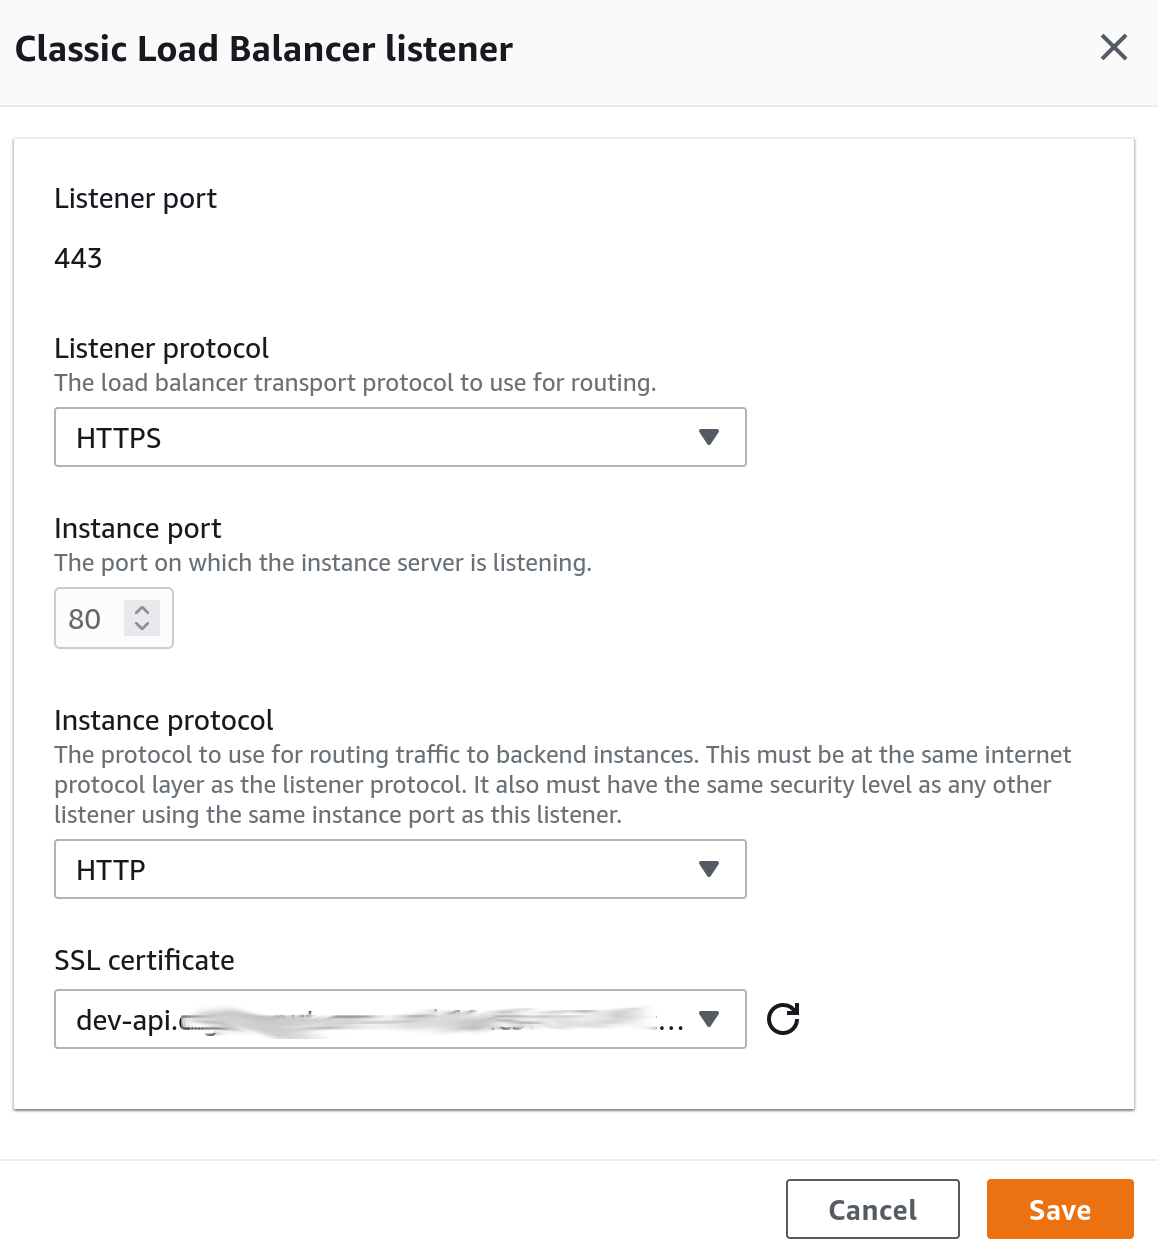 Classic Load Balancer listener
Listener port
443
Listener protocol
The load balancer transport protocol to use for routing.
HTTPS
Instance port
The port on which the instance server is listening.
80
Instance protocol
The protocol to use for routing traffic to backend instances. This must be at the same internet
protocol layer as the listener protocol. It also must have the same security level as any other
listener using the same instance port as this listener.
HTTP
SSL certificate
dev-api.
Cancel
Save